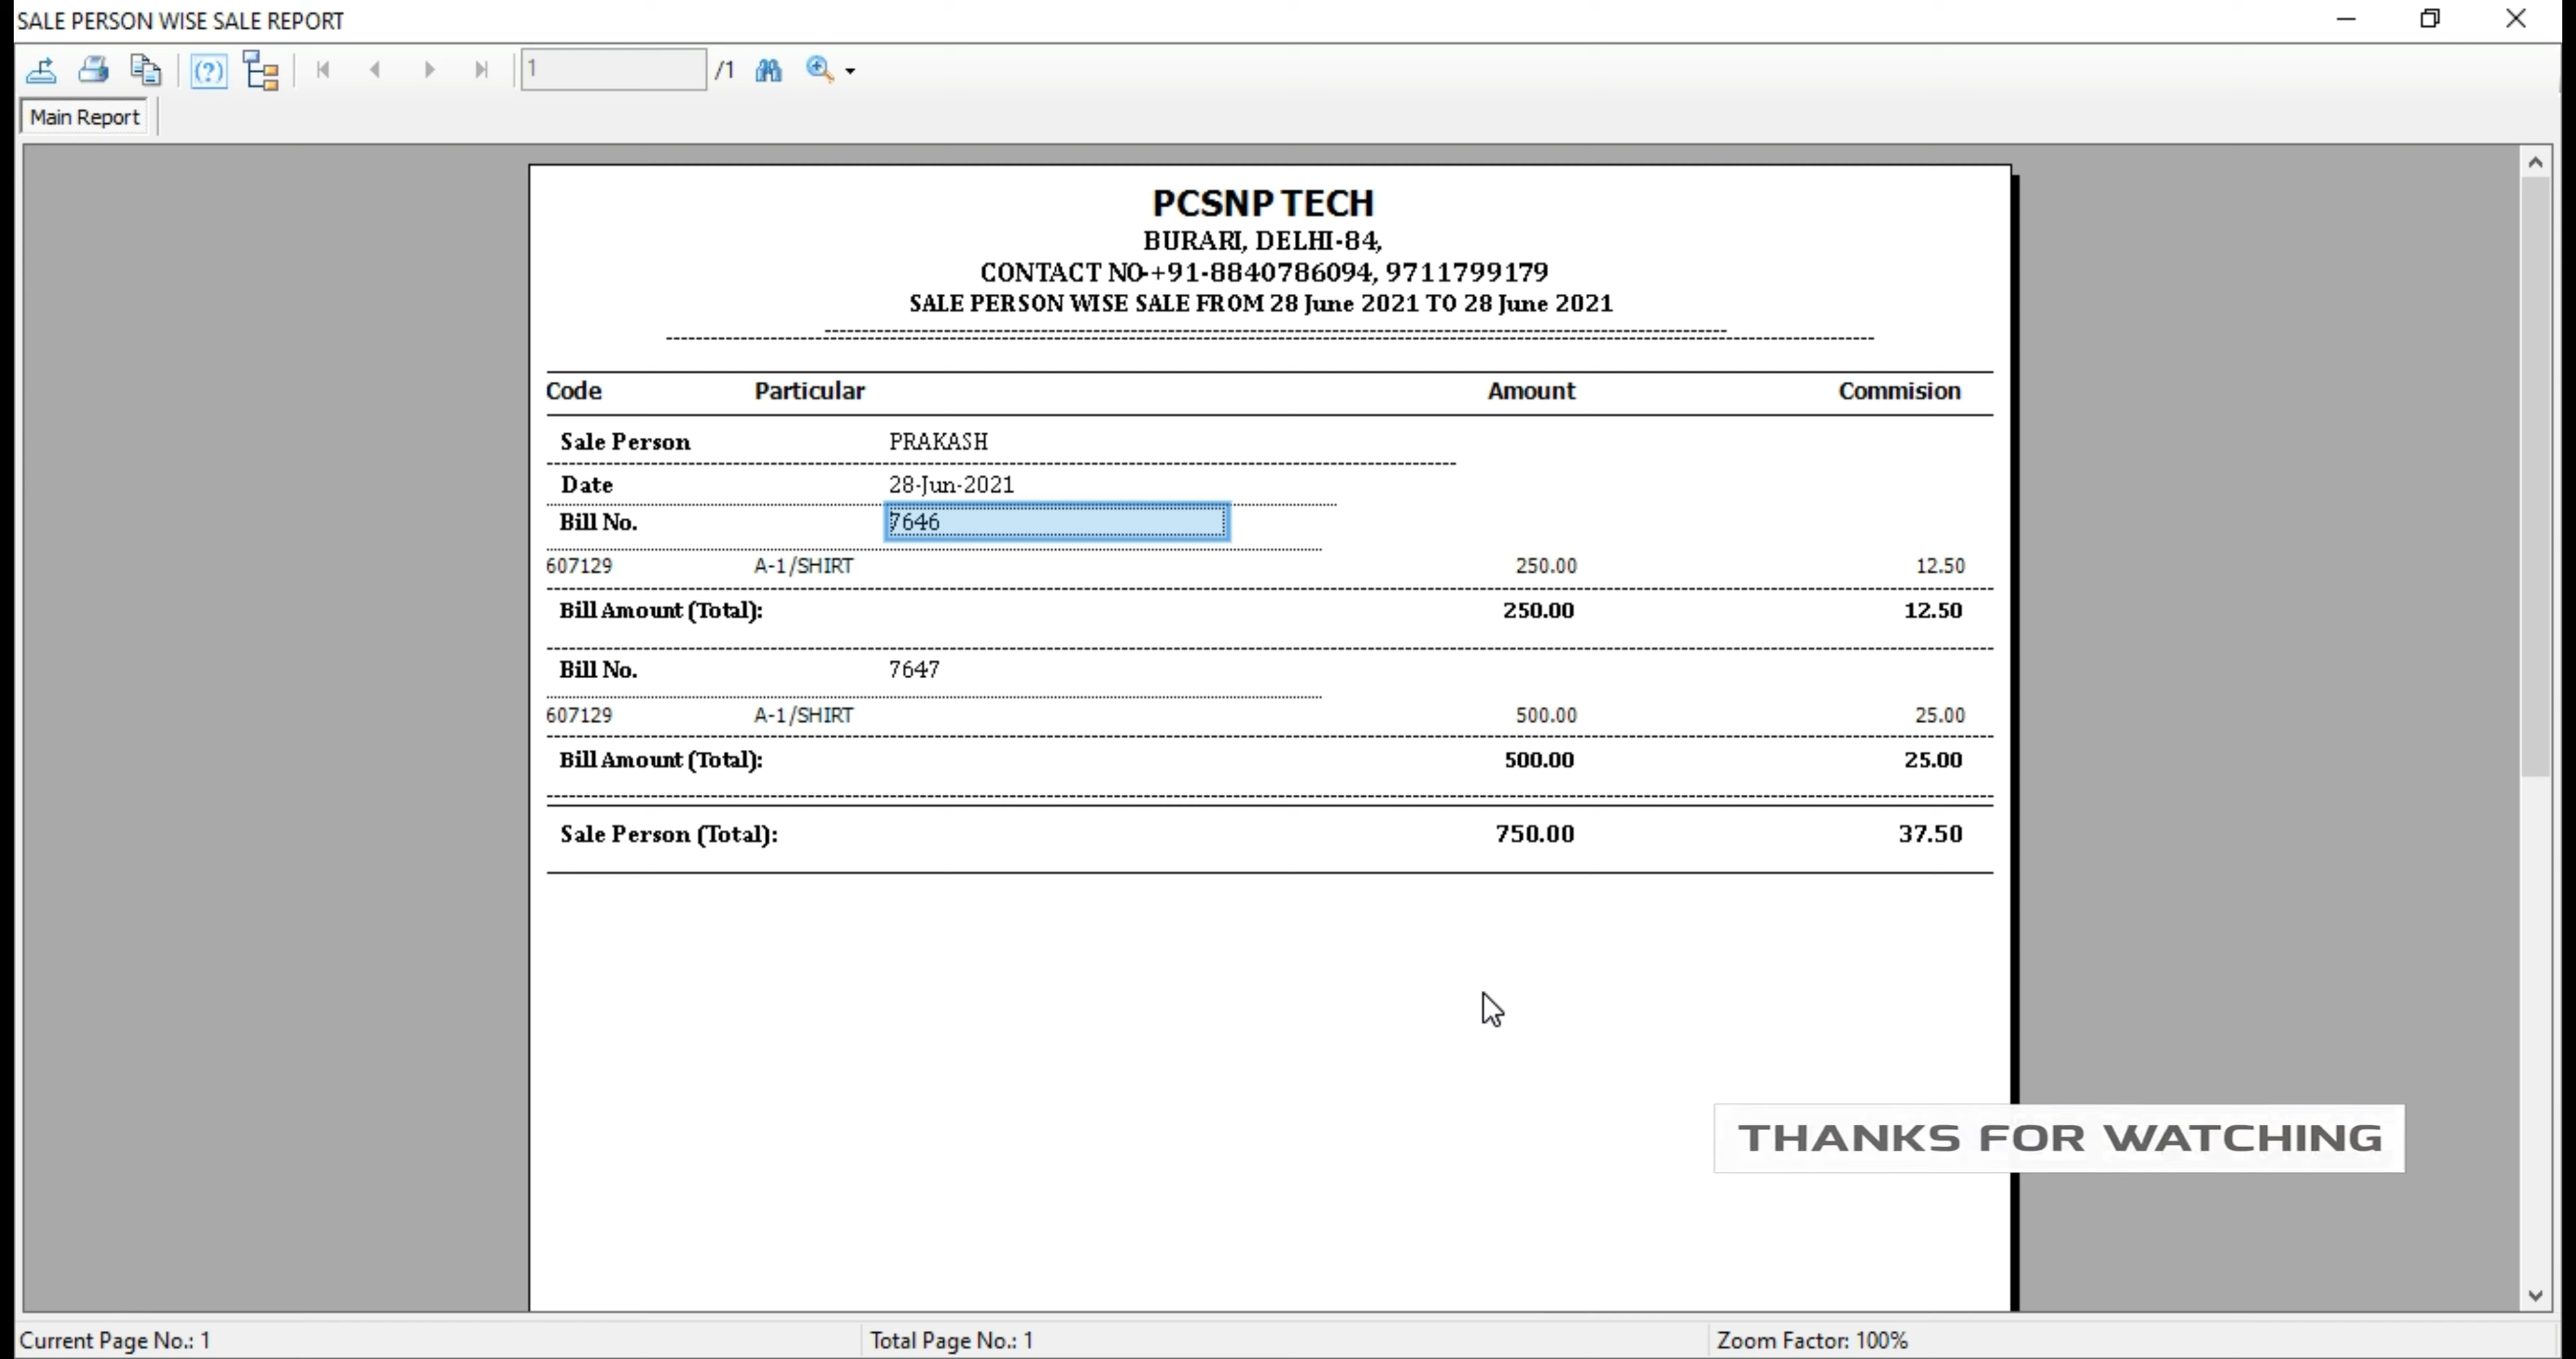 SALE PERSON WISE SALE REPORT
1 /1
Main Report
PCSNP TECH
BURARI, DELHI-84,
CONTACT NO-+91-8840786094, 9711799179
SALE PERSON WISE SALE FROM 28 June 2021 TO 28 June 2021
Code Particular Amount Commision
Sale Person PRAKASH
Date 28-Jun-2021
Bill No. 7646
607129 A-1/SHIRT 250.00 12.50
Bill Amount (Total): 250.00 12.50
Bill No. 7647
607129 A-1/SHIRT 500.00 25.00
Bill Amount (Total): 500.00 25.00
Sale Person (Total): 750.00 37.50
THANKS FOR WATCHING
Current Page No.: 1 Total Page No.: 1 Zoom Factor: 100%